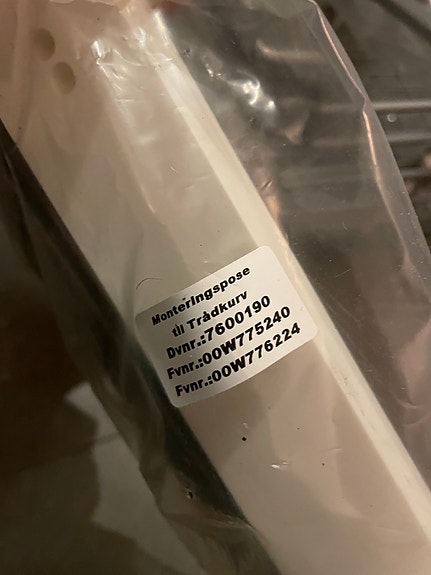 Monteringspose
til Trådkurv
Dvnr.:7600190
Fvnr.:00W775240
Fvnr.:00W776224